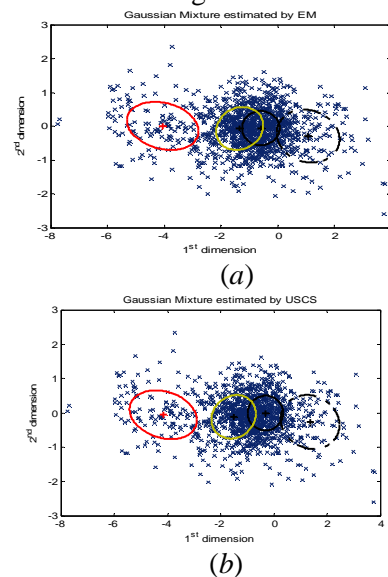 Gaussian Mixture estimated by EM
3
2
1
0
-1
-2
-3
2nd dimension
-8 -6 -4 -2 0 2
1st dimension
(a)
Gaussian Mixture estimated by USCS
3
2
1
0
-1
-2
-3
2nd dimension
-8 -6 -4 -2 0 2 4
1st dimension
(b)